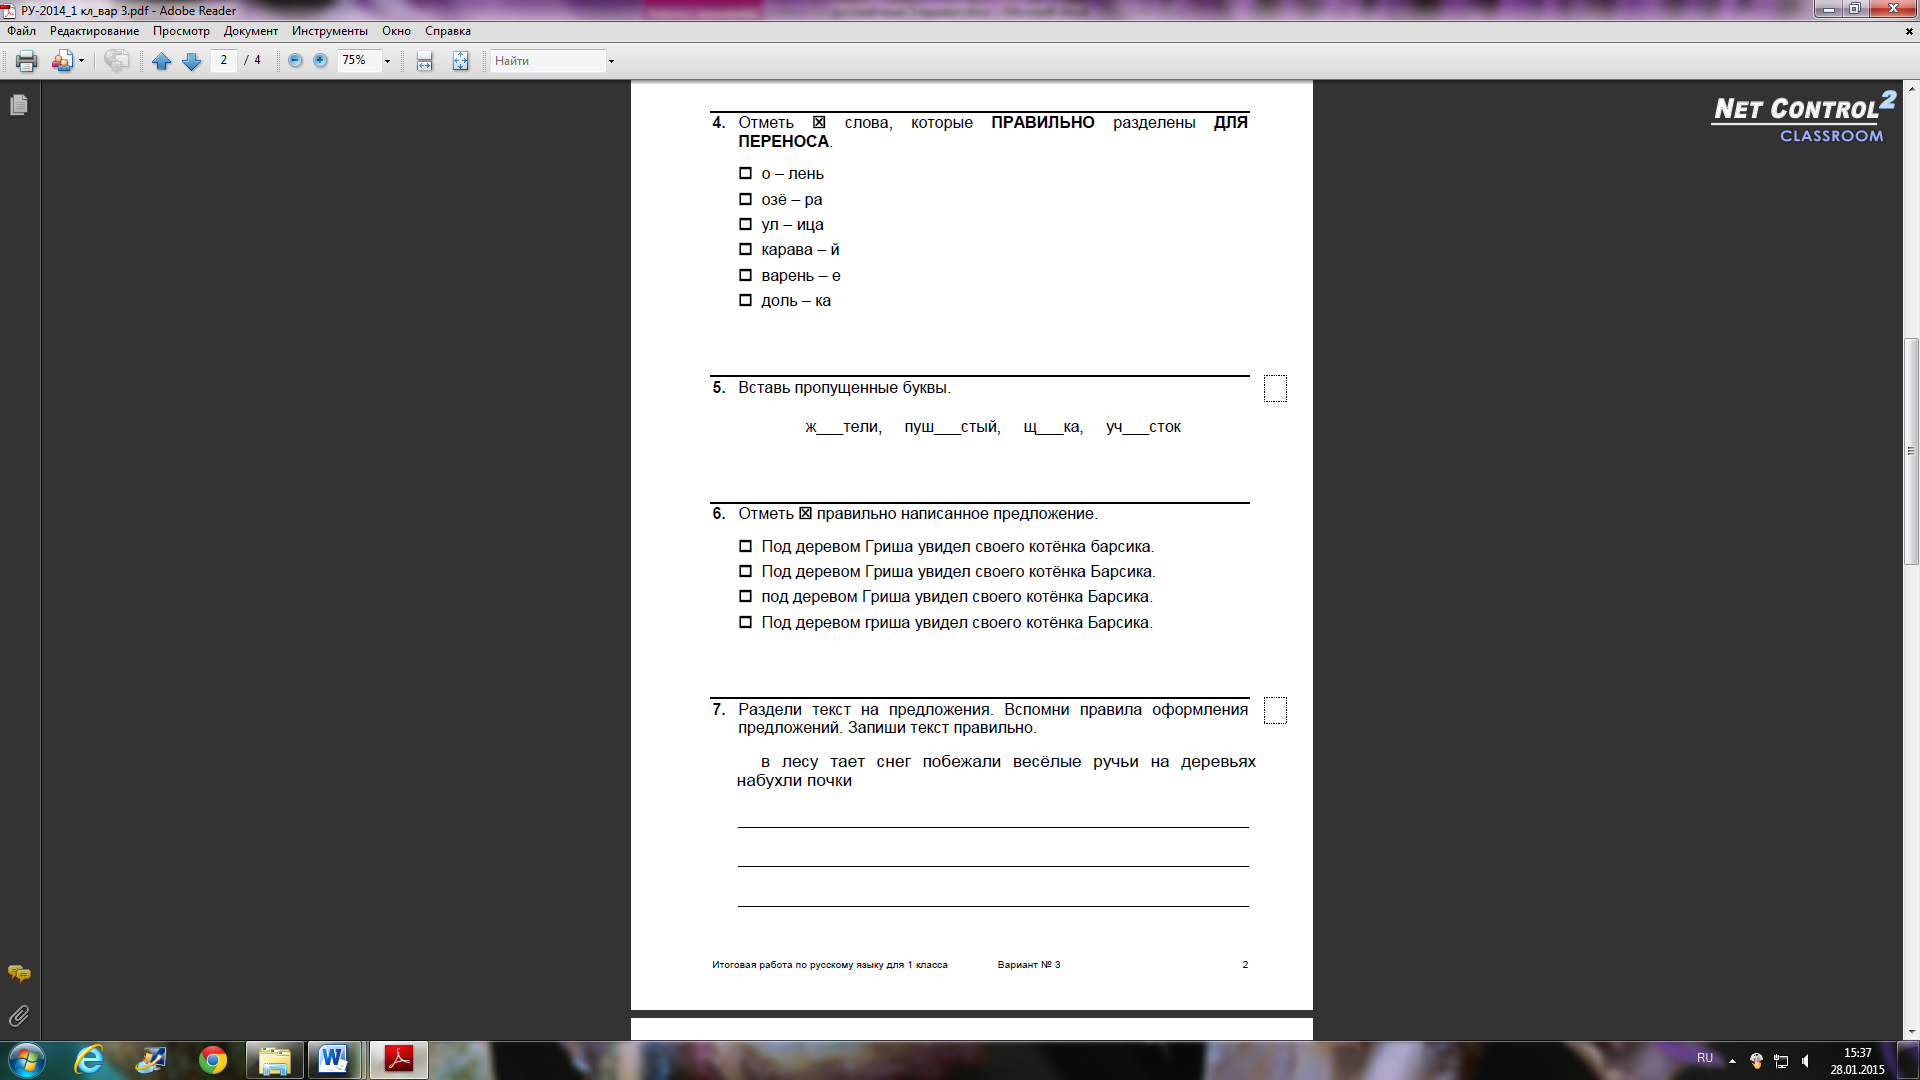 РУ-2014_1 кл_вар 3.pdf - Adobe Reader
Файл Редактирование Просмотр Документ Инструменты Окно Справка
2 / 4 75% Найти
NET CONTROL 2
CLASSROOM
4. Отметь ☒ слова, которые ПРАВИЛЬНО разделены ДЛЯ
ПЕРЕНОСА.
о – лень
озё – ра
ул – ица
карава – й
варень – е
доль – ка
5. Вставь пропущенные буквы.
ж___тели, пуш___стый, щ___ка, уч___сток
6. Отметь ☒ правильно написанное предложение.
Под деревом Гриша увидел своего котёнка барсика.
Под деревом Гриша увидел своего котёнка Барсика.
под деревом Гриша увидел своего котёнка Барсика.
Под деревом гриша увидел своего котёнка Барсика.
7. Раздели текст на предложения. Вспомни правила оформления
предложений. Запиши текст правильно.
в лесу тает снег побежали весёлые ручьи на деревьях
набухли почки
Итоговая работа по русскому языку для 1 класса Вариант № 3 2
RU 15:37
28.01.2015